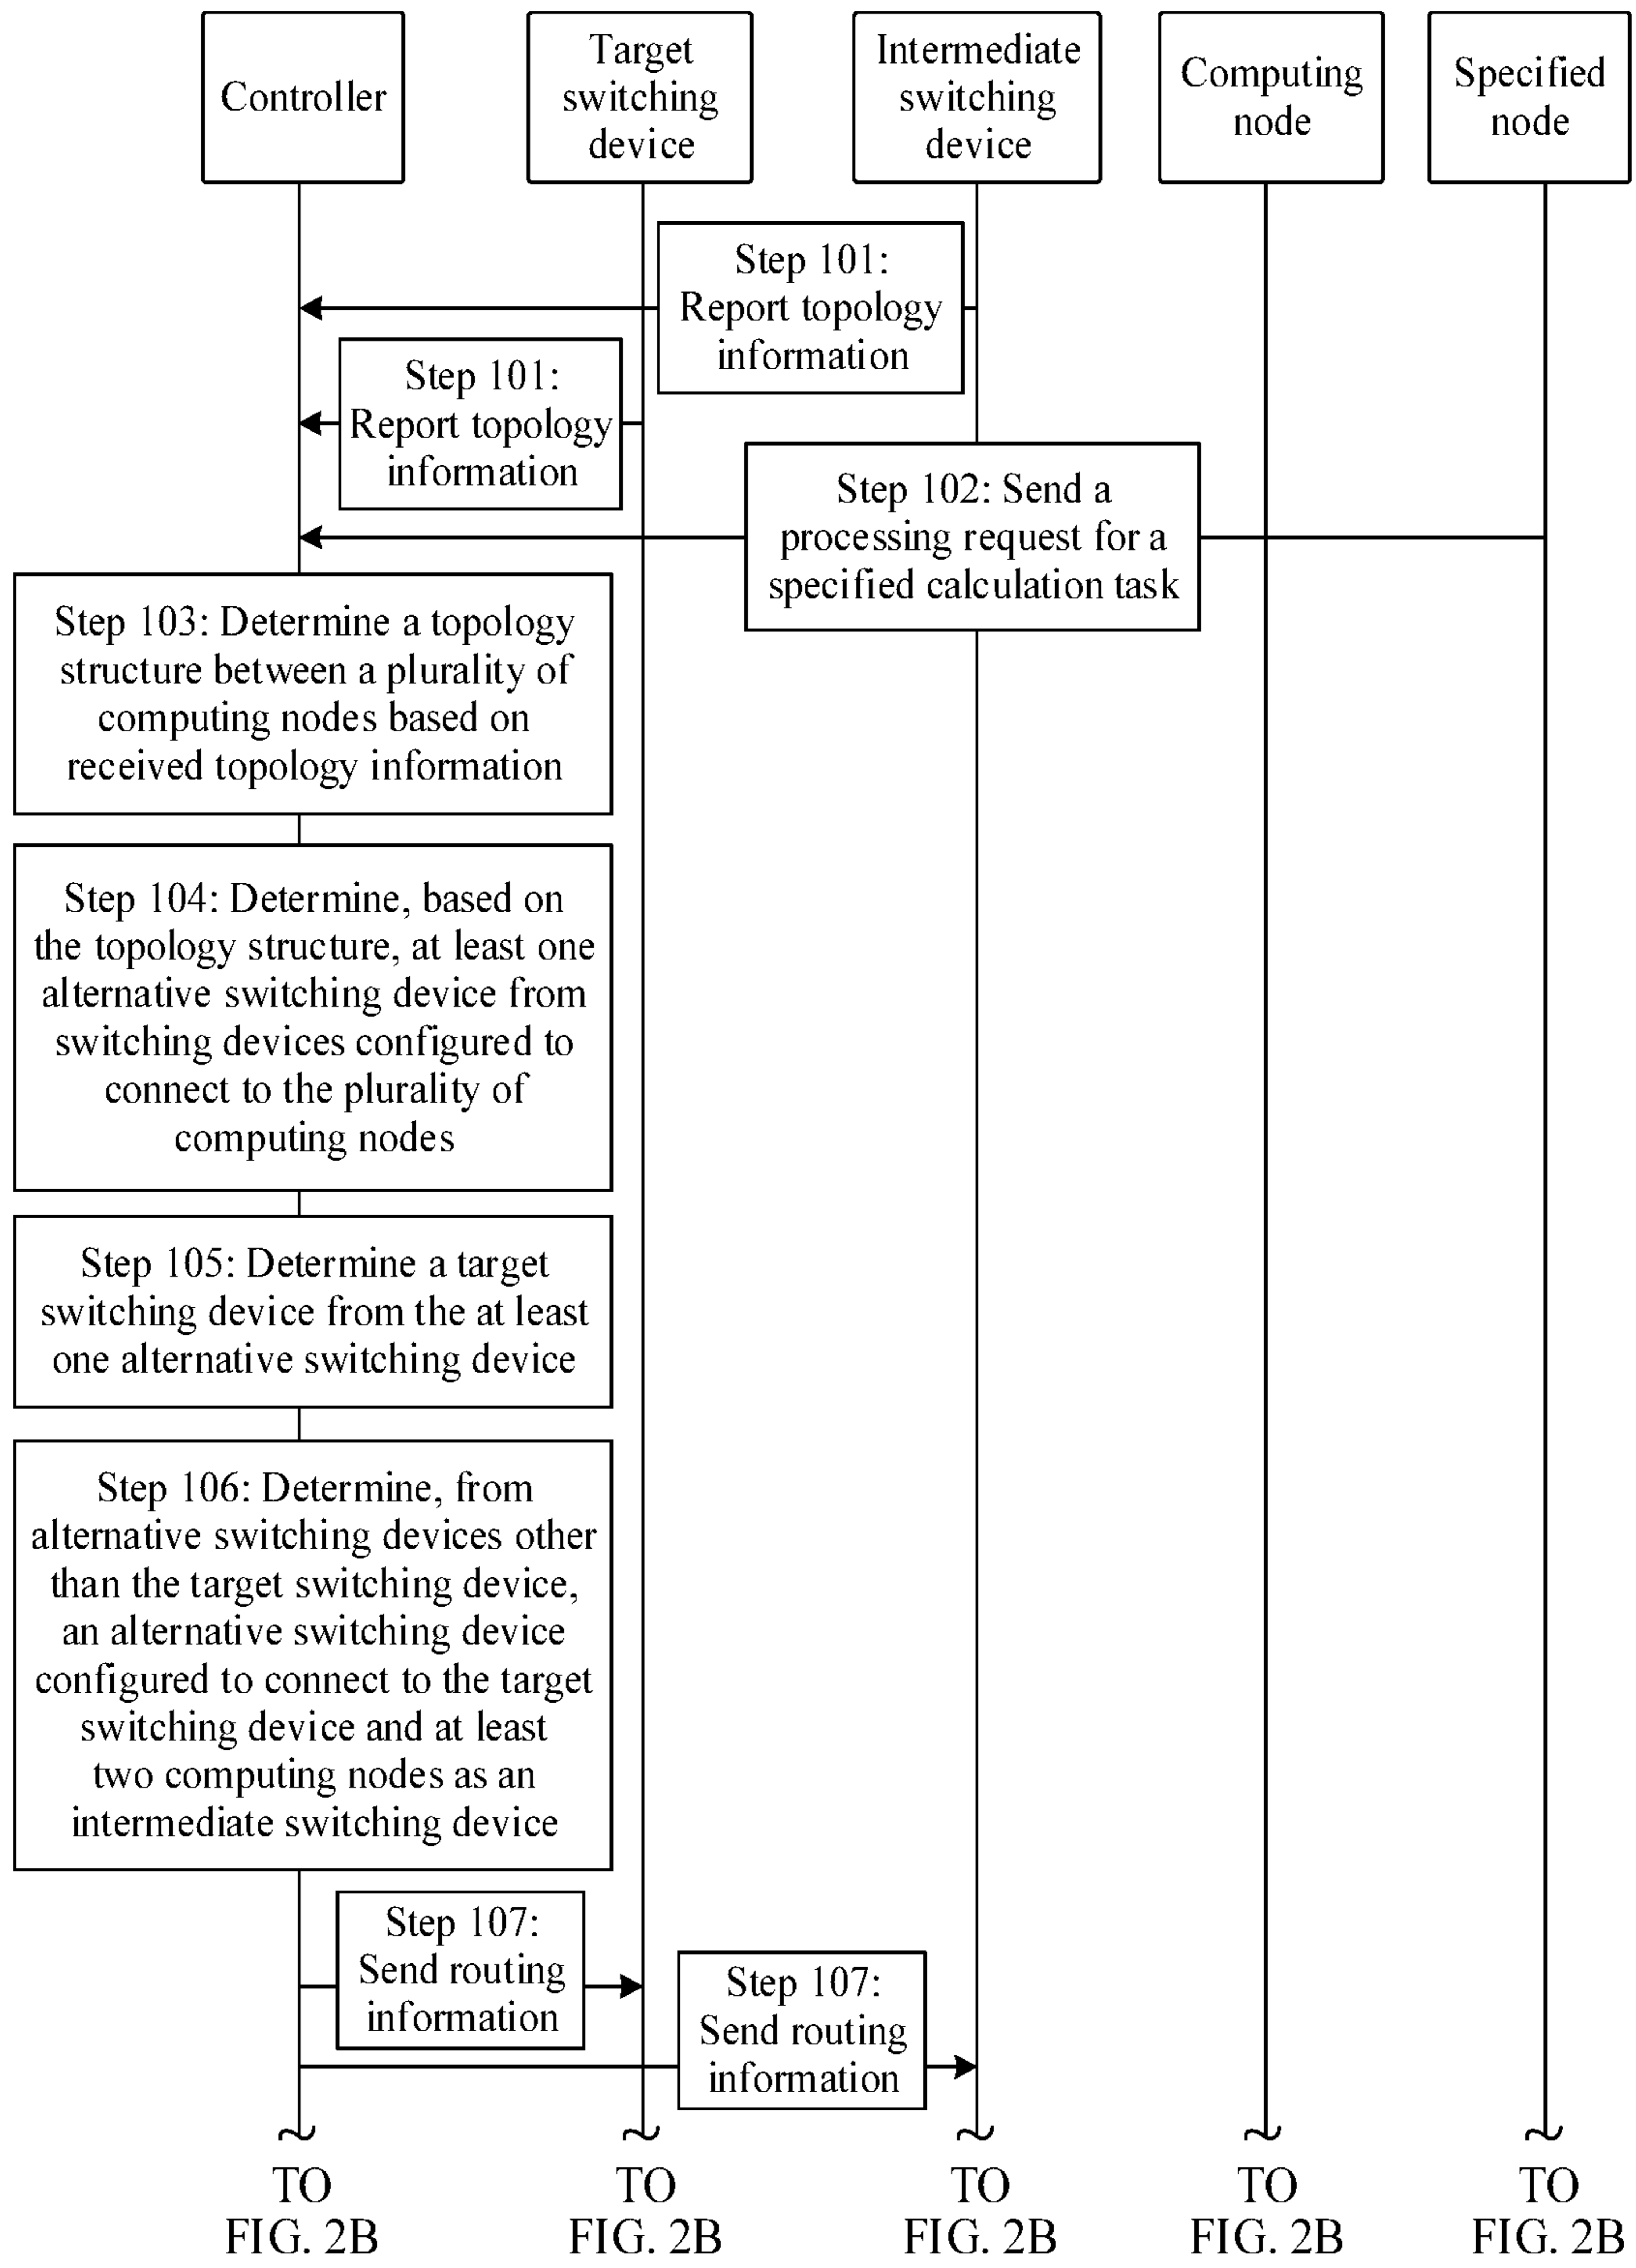 Controller
Target
switching
device
Intermediate
switching
device
Computing
node
Specified
node
Step 101:
Report topology
information
Step 101:
Report topology
information
Step 102: Send a
processing request for a
specified calculation task
Step 103: Determine a topology
structure between a plurality of
computing nodes based on
received topology information
Step 104: Determine, based on
the topology structure, at least one
alternative switching device from
switching devices configured to
connect to the plurality of
computing nodes
Step 105: Determine a target
switching device from the at least
one alternative switching device
Step 106: Determine, from
alternative switching devices other
than the target switching device,
an alternative switching device
configured to connect to the target
switching device and at least
two computing nodes as an
intermediate switching device
Step 107:
Send routing
information
Step 107:
Send routing
information
TO
FIG. 2B
TO
FIG. 2B
TO
FIG. 2B
TO
FIG. 2B
TO
FIG. 2B